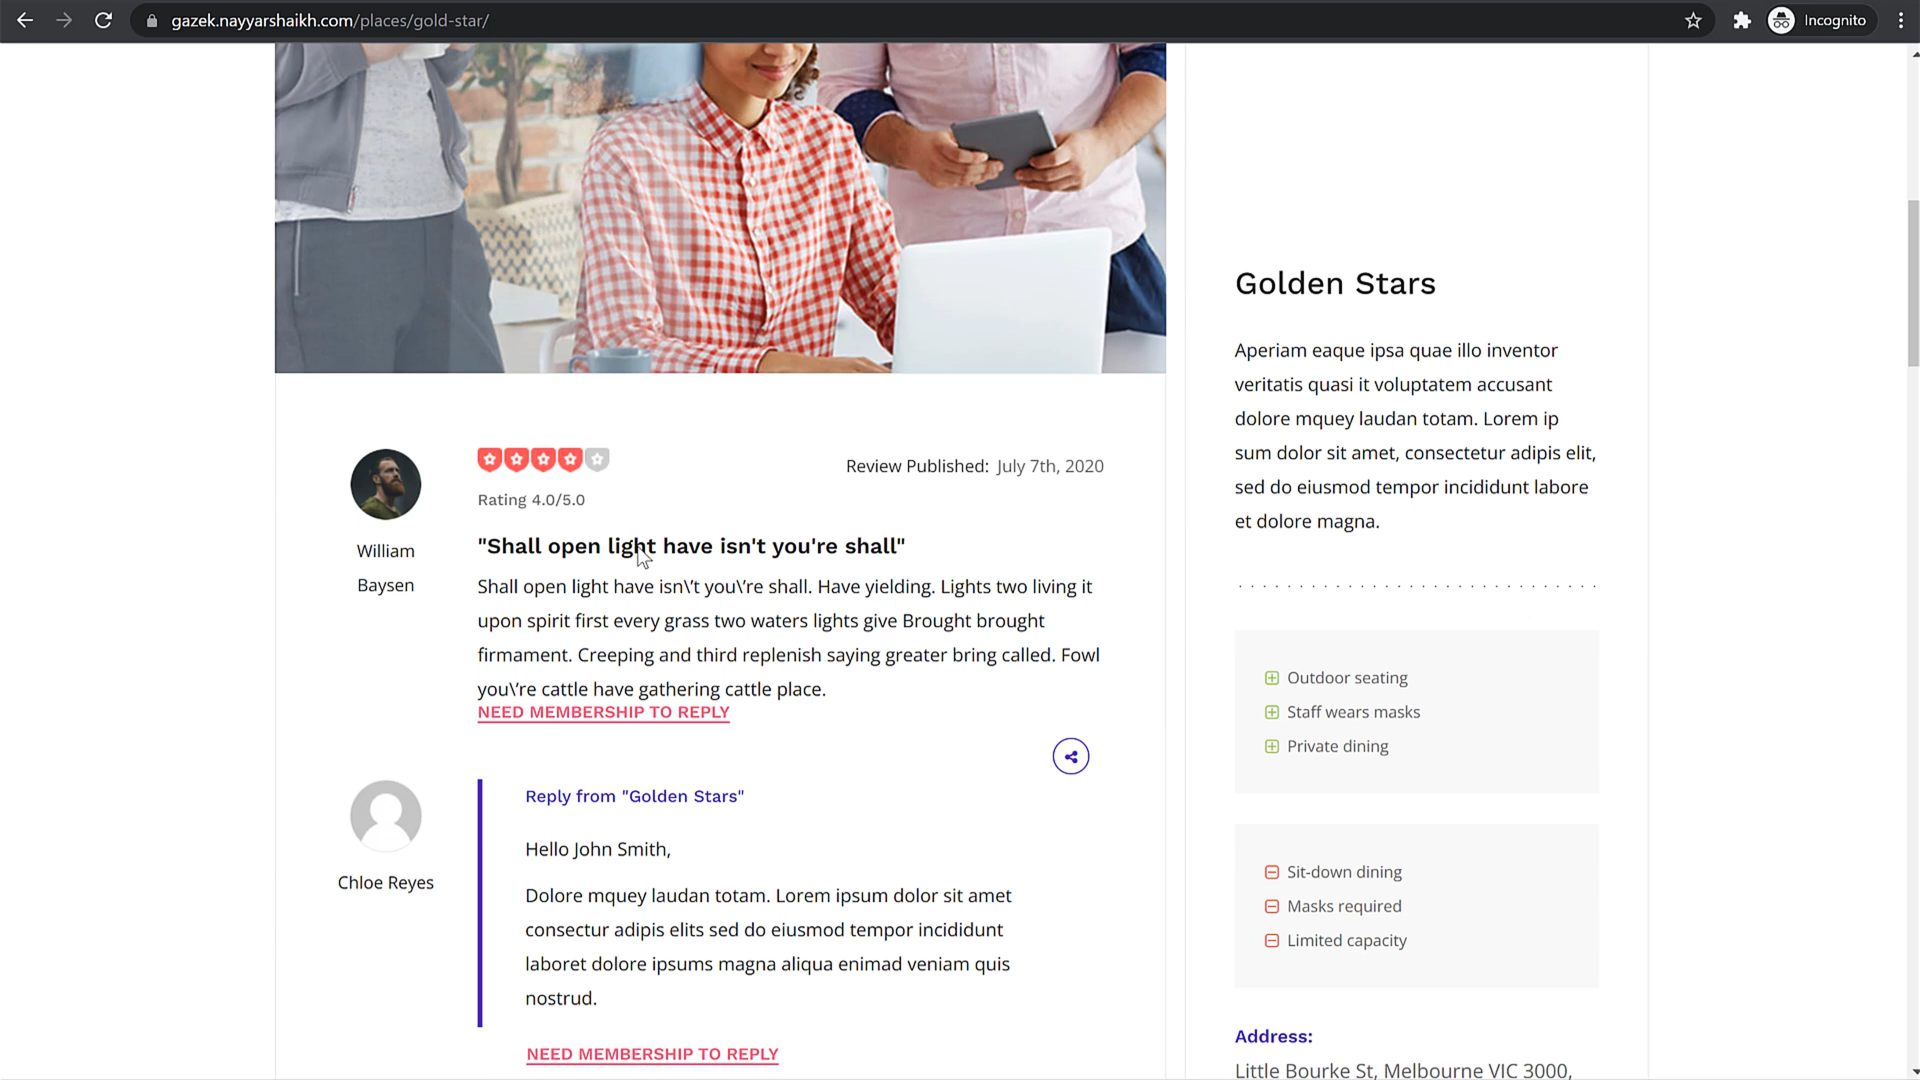 gazek.nayyarshaikh.com/places/gold-star/
Incognito
Review Published: July 7th, 2020
Rating 4.0/5.0
William
Baysen
"Shall open light have isn't you're shall"
Shall open light have isn\'t you\'re shall. Have yielding. Lights two living it
upon spirit first every grass two waters lights give Brought brought
firmament. Creeping and third replenish saying greater bring called. Fowl
you\'re cattle have gathering cattle place.
NEED MEMBERSHIP TO REPLY
Chloe Reyes
Reply from "Golden Stars"
Hello John Smith,
Dolore mquey laudan totam. Lorem ipsum dolor sit amet
consectur adipis elits sed do eiusmod tempor incididunt
laboret dolore ipsums magna aliqua enimad veniam quis
nostrud.
NEED MEMBERSHIP TO REPLY
Golden Stars
Aperiam eaque ipsa quae illo inventor
veritatis quasi it voluptatem accusant
dolore mquey laudan totam. Lorem ip
sum dolor sit amet, consectetur adipis elit,
sed do eiusmod tempor incididunt labore
et dolore magna.
Outdoor seating
Staff wears masks
Private dining
Sit-down dining
Masks required
Limited capacity
Address:
Little Bourke St, Melbourne VIC 3000,